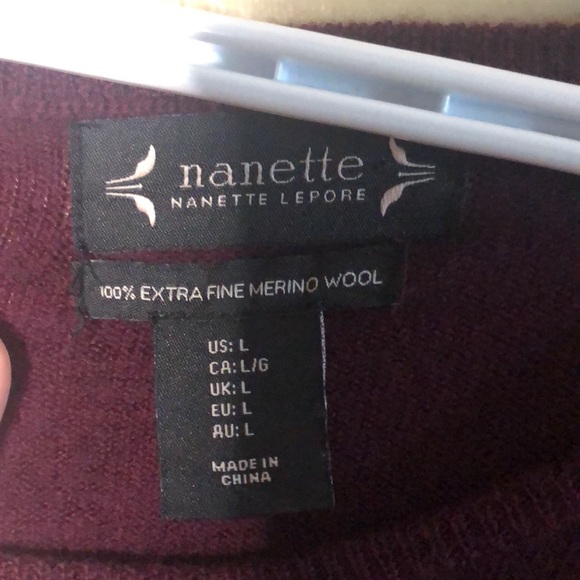 nanette
NANETTE LEPORE
100% EXTRA FINE MERINO WOOL
US: L
CA: L/G
UK: L
EU: L
AU: L
MADE IN
CHINA